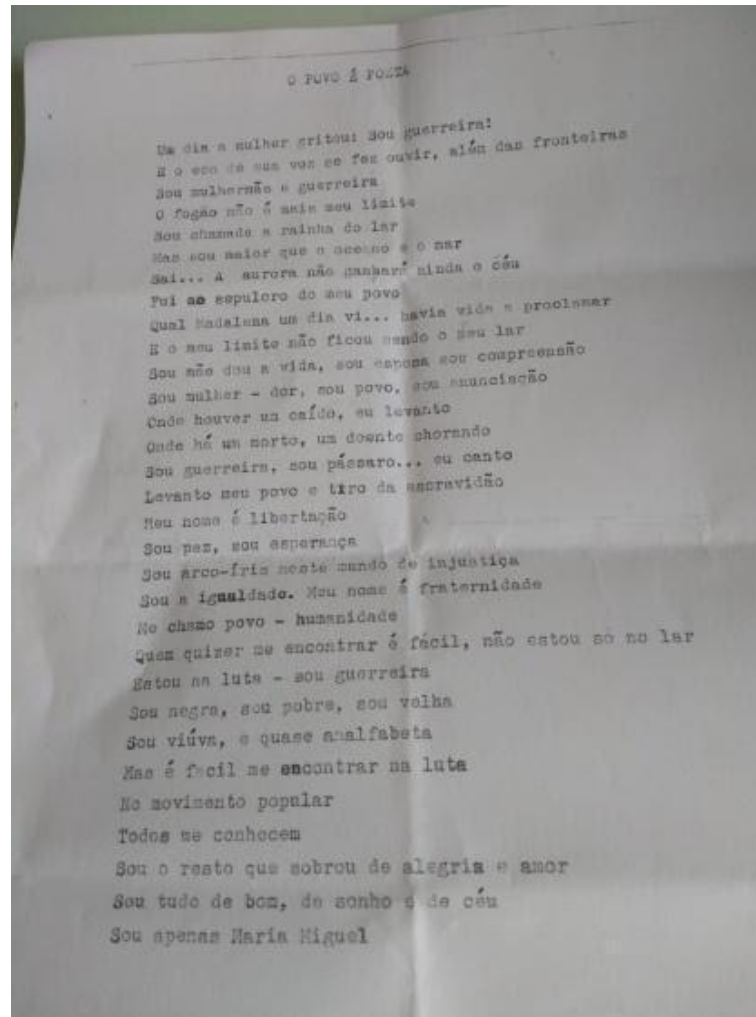 O POVO É POETA
Um dia a mulher gritou: Sou guerreira!
E o eco de sua voz se fez ouvir, além das fronteiras
Sou mulhermãe e guerreira
O fogão não é mais meu limite
Sou chamada a rainha do lar
Mas sou maior que o oceano e o mar
Sai... A aurora não ganhará ainda o céu
Fui ao sepulcro do meu povo
Qual Madalena um dia vi... havia vida a proclamar
E o meu limite não ficou sendo o meu lar
Sou mãe dou a vida, sou esposa sou compreensão
Sou mulher - dor, sou povo, sou anunciação
Onde houver um caído, eu levanto
Onde há um morto, um doente chorando
Sou guerreira, sou pássaro... eu canto
Levanto meu povo e tiro da escravidão
Meu nome é libertação
Sou paz, sou esperança
Sou arco-íris neste mundo de injustiça
Sou a igualdade. Meu nome é fraternidade
Me chamo povo - humanidade
Quem quizer me encontrar é fácil, não estou só no lar
Estou na luta - sou guerreira
Sou negra, sou pobre, sou velha
Sou viúva, e quase analfabeta
Mas é fácil me encontrar na luta
No movimento popular
Todos me conhecem
Sou o resto que sobrou de alegria e amor
Sou tudo de bom, de sonho e de céu
Sou apenas Maria Miguel